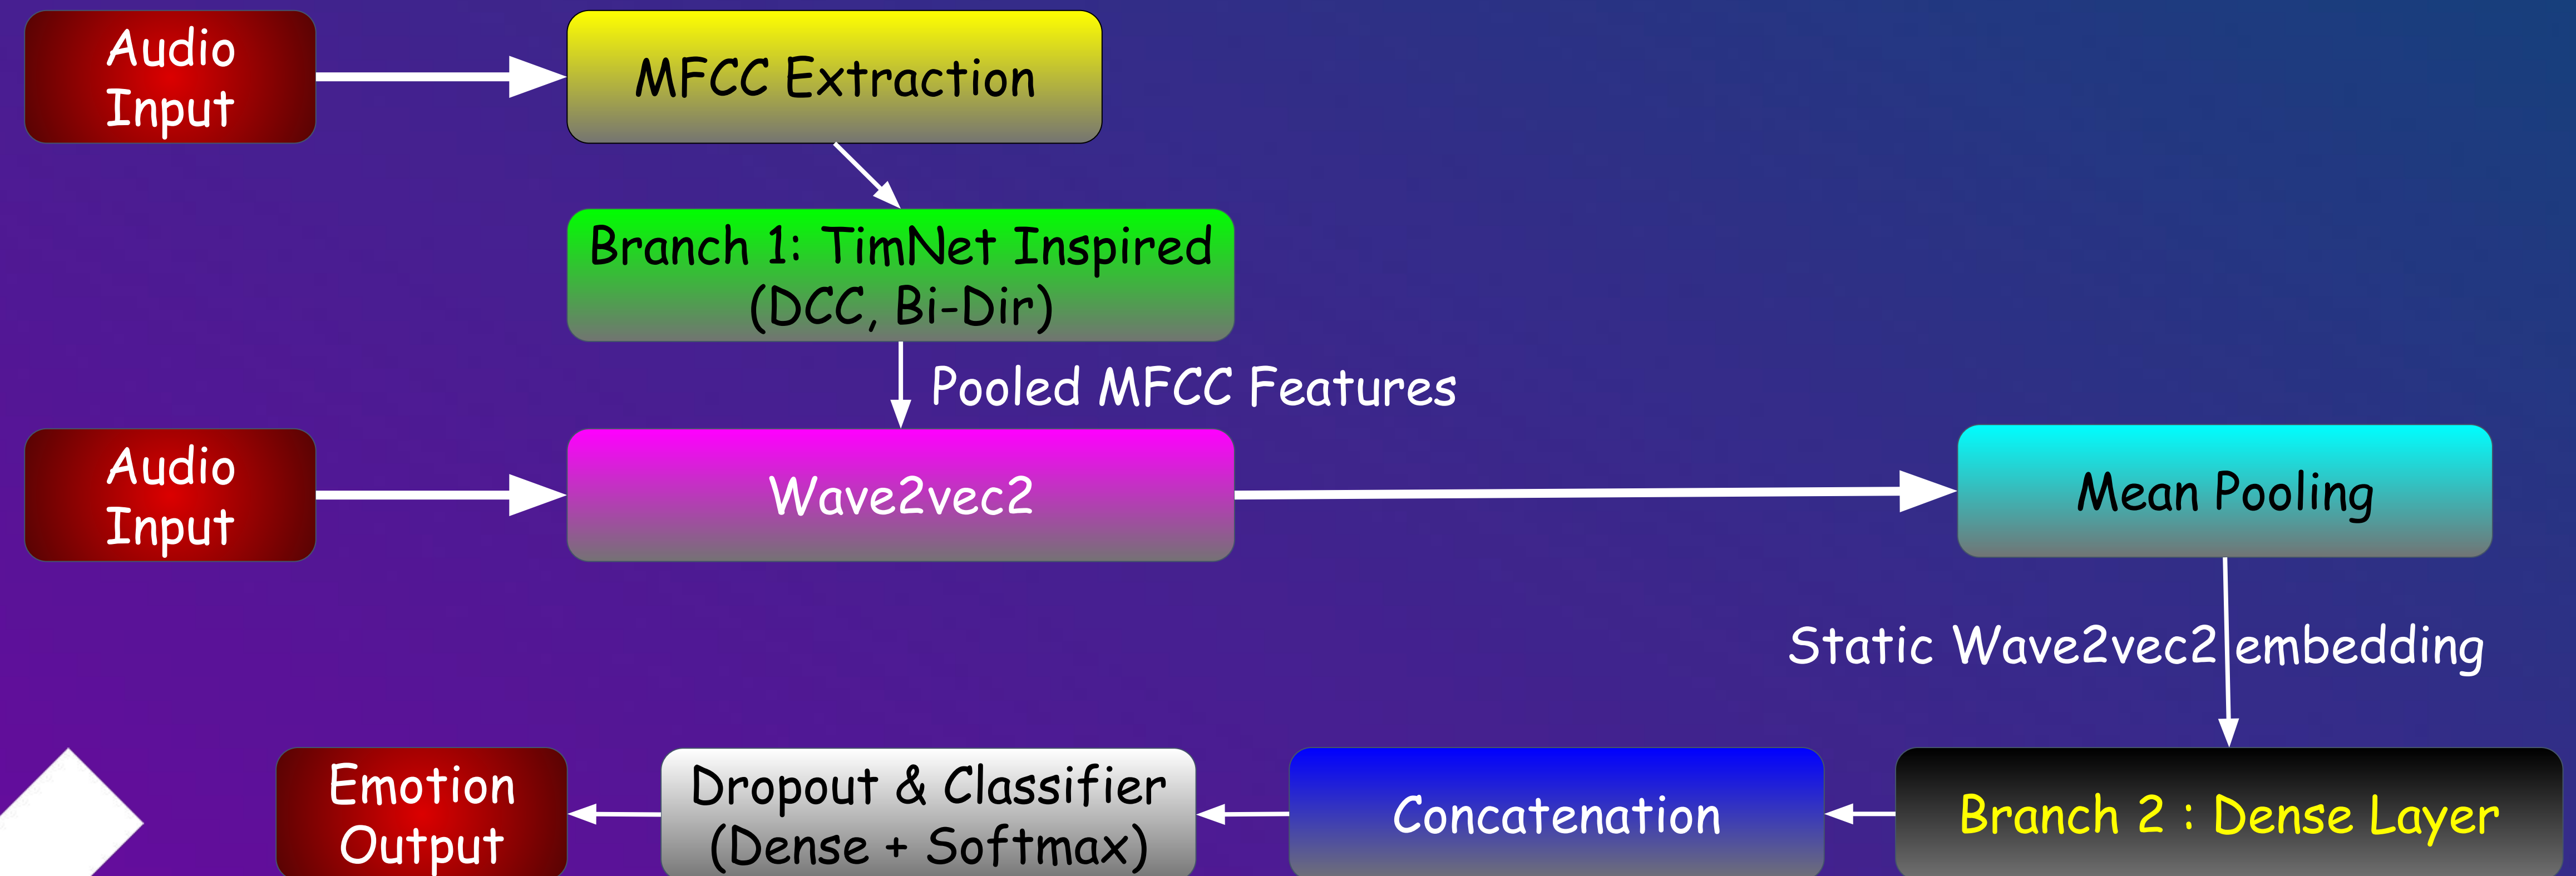 Audio
Input
MFCC Extraction
Branch 1: TimNet Inspired
(DCC, Bi-Dir)
Pooled MFCC Features
Audio
Input
Wave2vec2
Mean Pooling
Static Wave2vec2 embedding
Emotion
Output
Dropout & Classifier
(Dense + Softmax)
Concatenation
Branch 2 : Dense Layer